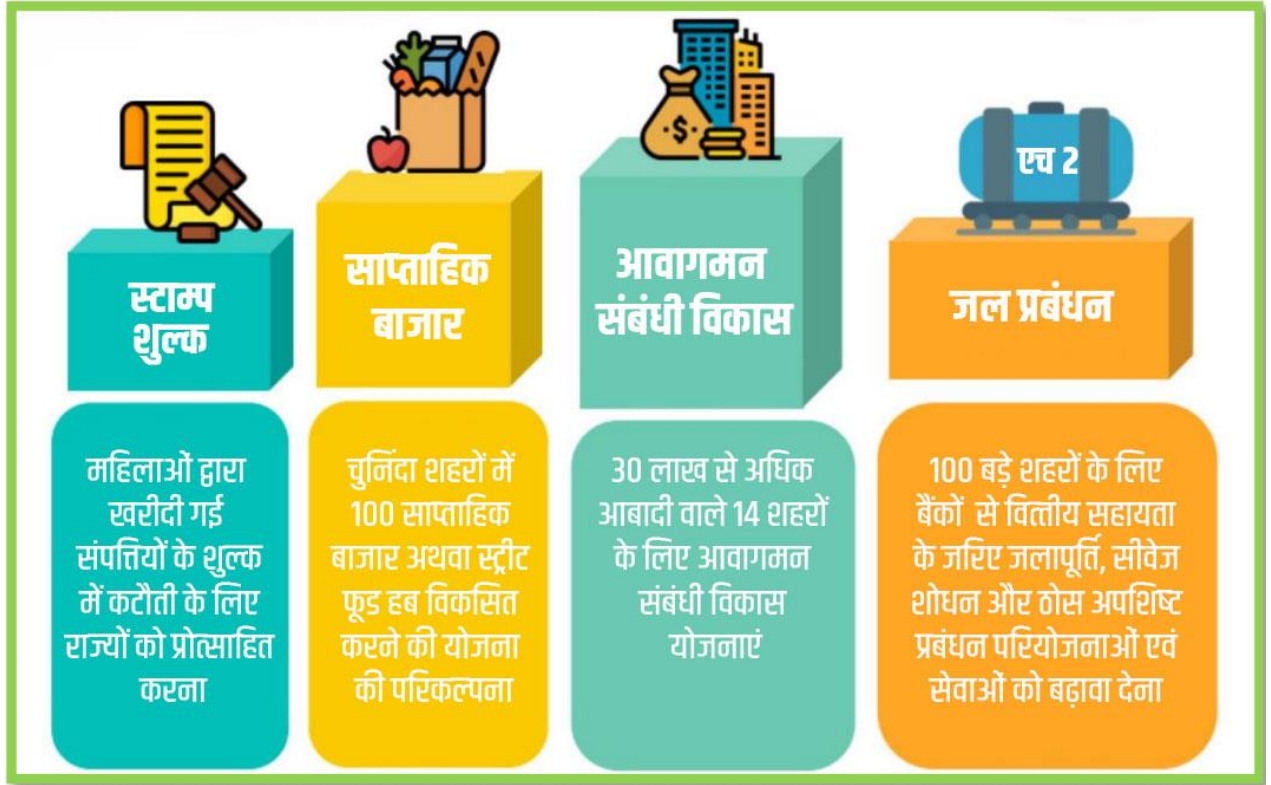 स्टाम्प
शुल्क
महिलाओं द्वारा
खरीदी गई
संपत्तियों के शुल्क
में कटौती के लिए
राज्यों को प्रोत्साहित
करना
साप्ताहिक
बाजार
चुनिंदा शहरों में
100 साप्ताहिक
बाजार अथवा स्ट्रीट
फूड हब विकसित
करने की योजना
की परिकल्पना
$
आवागमन
संबंधी विकास
30 लाख से अधिक
आबादी वाले 14 शहरों
के लिए आवागमन
संबंधी विकास
योजनाएं
एच 2
जल प्रबंधन
100 बड़े शहरों के लिए
बैंकों से वित्तीय सहायता
के जरिए जलापूर्ति, सीवेज
शोधन और ठोस अपशिष्ट
प्रबंधन परियोजनाओं एवं
सेवाओं को बढ़ावा देना